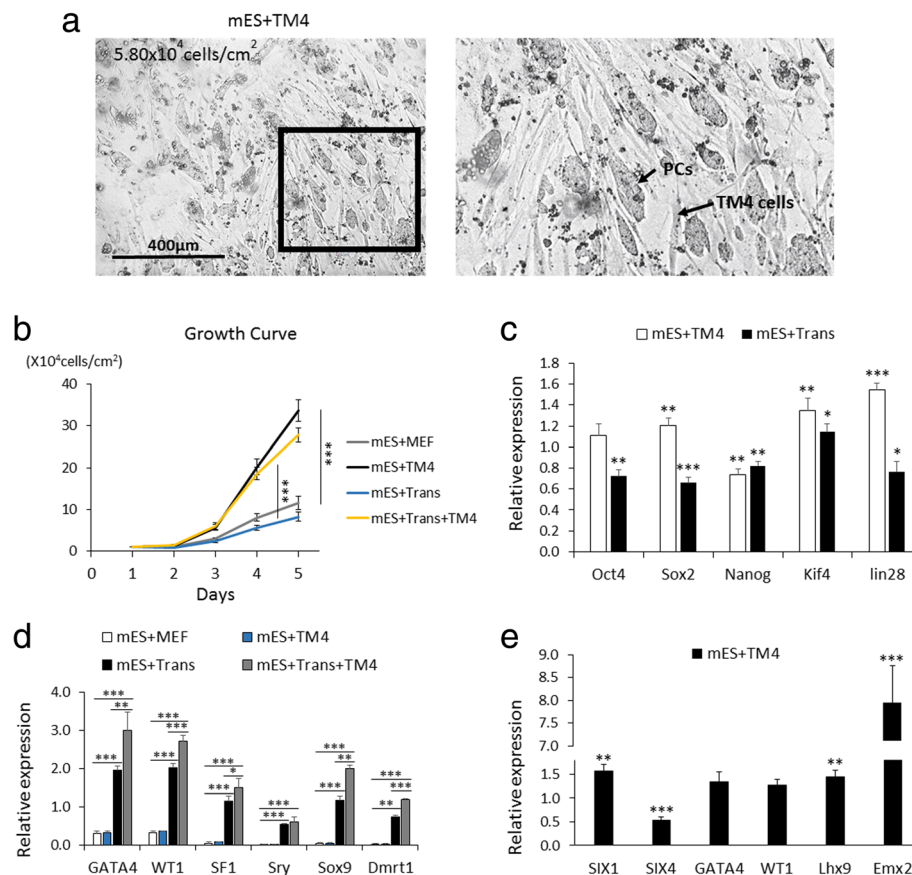 a
mES+TM4
5.80x10⁴ cells/cm²
400μm
PCs
TM4 cells
b
Growth Curve
(X10⁴cells/cm²)
40
30
20
10
0
0 1 2 3 4 5
Days
***
***
mES+MEF
mES+TM4
mES+Trans
mES+Trans+TM4
c
mES+TM4 mES+Trans
Relative expression
1.8
1.6
1.4
1.2
1.0
0.8
0.6
0.4
0.2
0.0
** ** *** ** ** ** * *** *
Oct4 Sox2 Nanog Kif4 lin28
d
mES+MEF mES+TM4
mES+Trans mES+Trans+TM4
Relative expression
4.0
3.0
2.0
1.0
0.0
*** ** ***
*** *** ***
*** * ***
*** ***
*** ** ***
*** *** **
GATA4 WT1 SF1 Sry Sox9 Dmrt1
e
mES+TM4
Relative expression
9.0
8.5
8.0
7.5
7.0
1.5
1.0
0.5
0.0
** *** ** ***
SIX1 SIX4 GATA4 WT1 Lhx9 Emx2